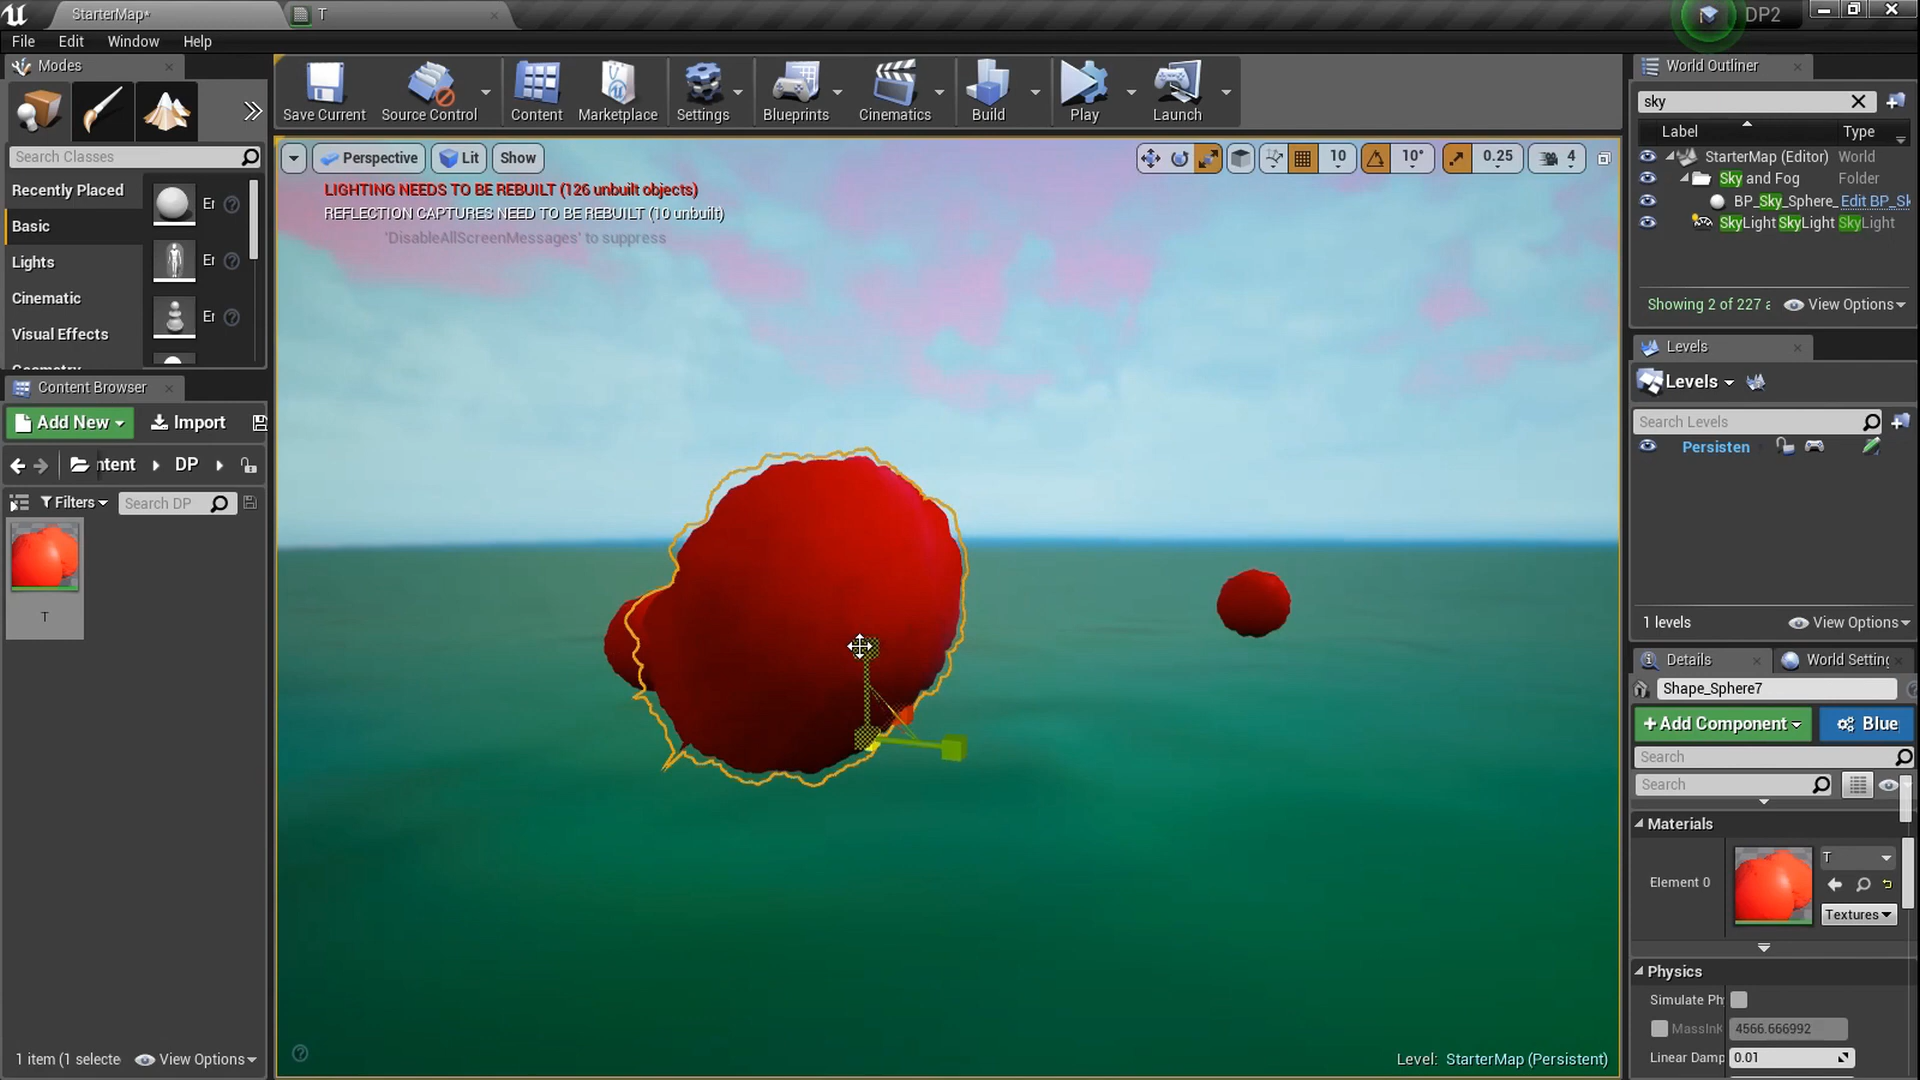 StarterMap*
T
DP2
File
Edit
Window
Help
Modes
Search Classes
Recently Placed
Basic
Lights
Cinematic
Visual Effects
Er
Er
Er
Content Browser
Add New
Import
ntent
DP
Filters
Search DP
T
1 item (1 selecte
View Options
Save Current
Source Control
Content
Marketplace
Settings
Blueprints
Cinematics
Build
Play
Launch
Perspective
Lit
Show
10
10°
0.25
4
LIGHTING NEEDS TO BE REBUILT (126 unbuilt objects)
REFLECTION CAPTURES NEED TO BE REBUILT (10 unbuilt)
'DisableAllScreenMessages' to suppress
Level: StarterMap (Persistent)
World Outliner
sky
Label
Type
StarterMap (Editor)
World
Sky and Fog
Folder
BP_Sky_Sphere_
Edit BP_Sk
SkyLight SkyLight
SkyLight
Showing 2 of 227 a
View Options
Levels
Levels
Search Levels
Persisten
1 levels
View Options
Details
World Setting
Shape_Sphere7
+Add Component
Blue
Search
Search
Materials
Element 0
T
Textures
Physics
Simulate Ph
MassInK
4566.666992
Linear Damp
0.01